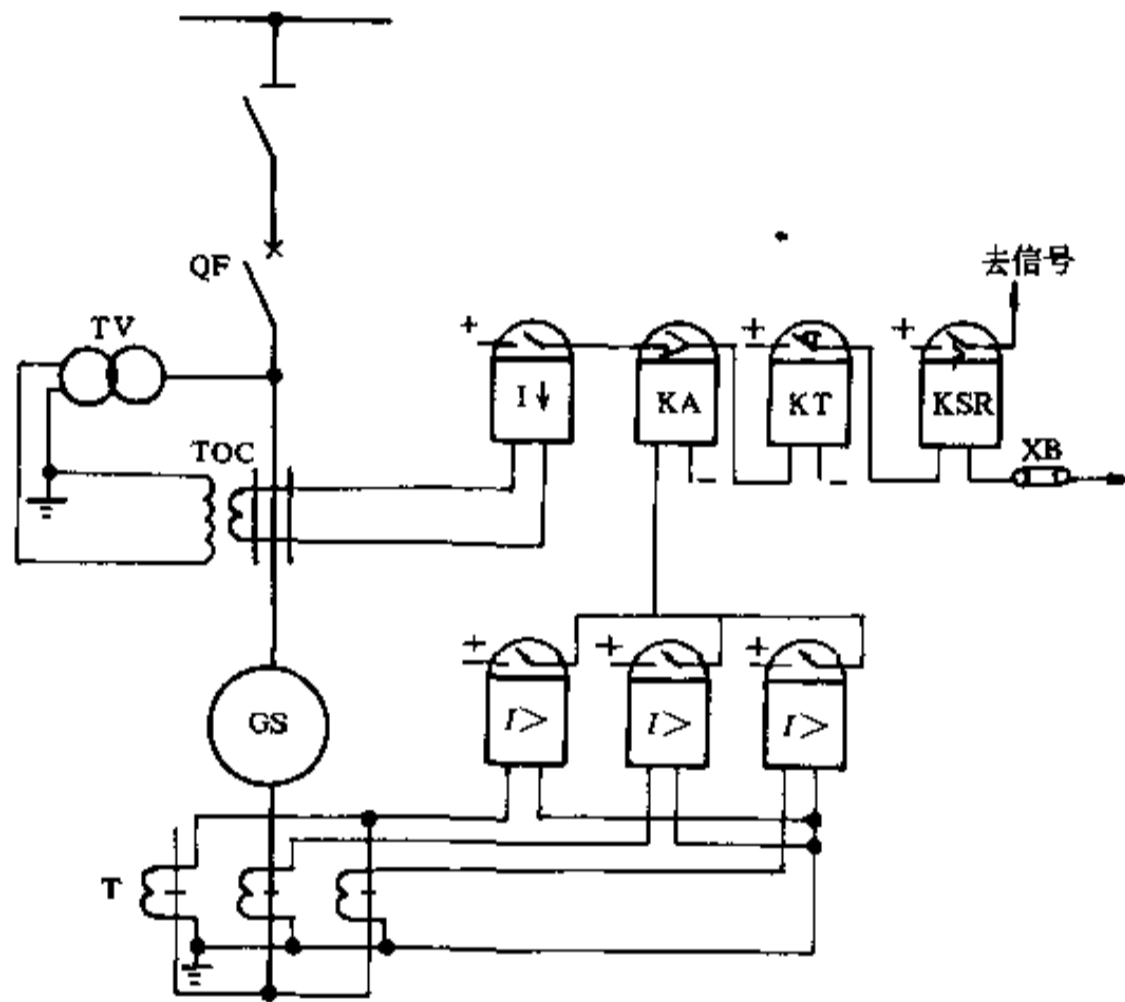 QF
去信号
TV
+
+
+
I↓
KA
KT
KSR
TOC
XB
−
−
+
+
+
GS
I>
I>
I>
T